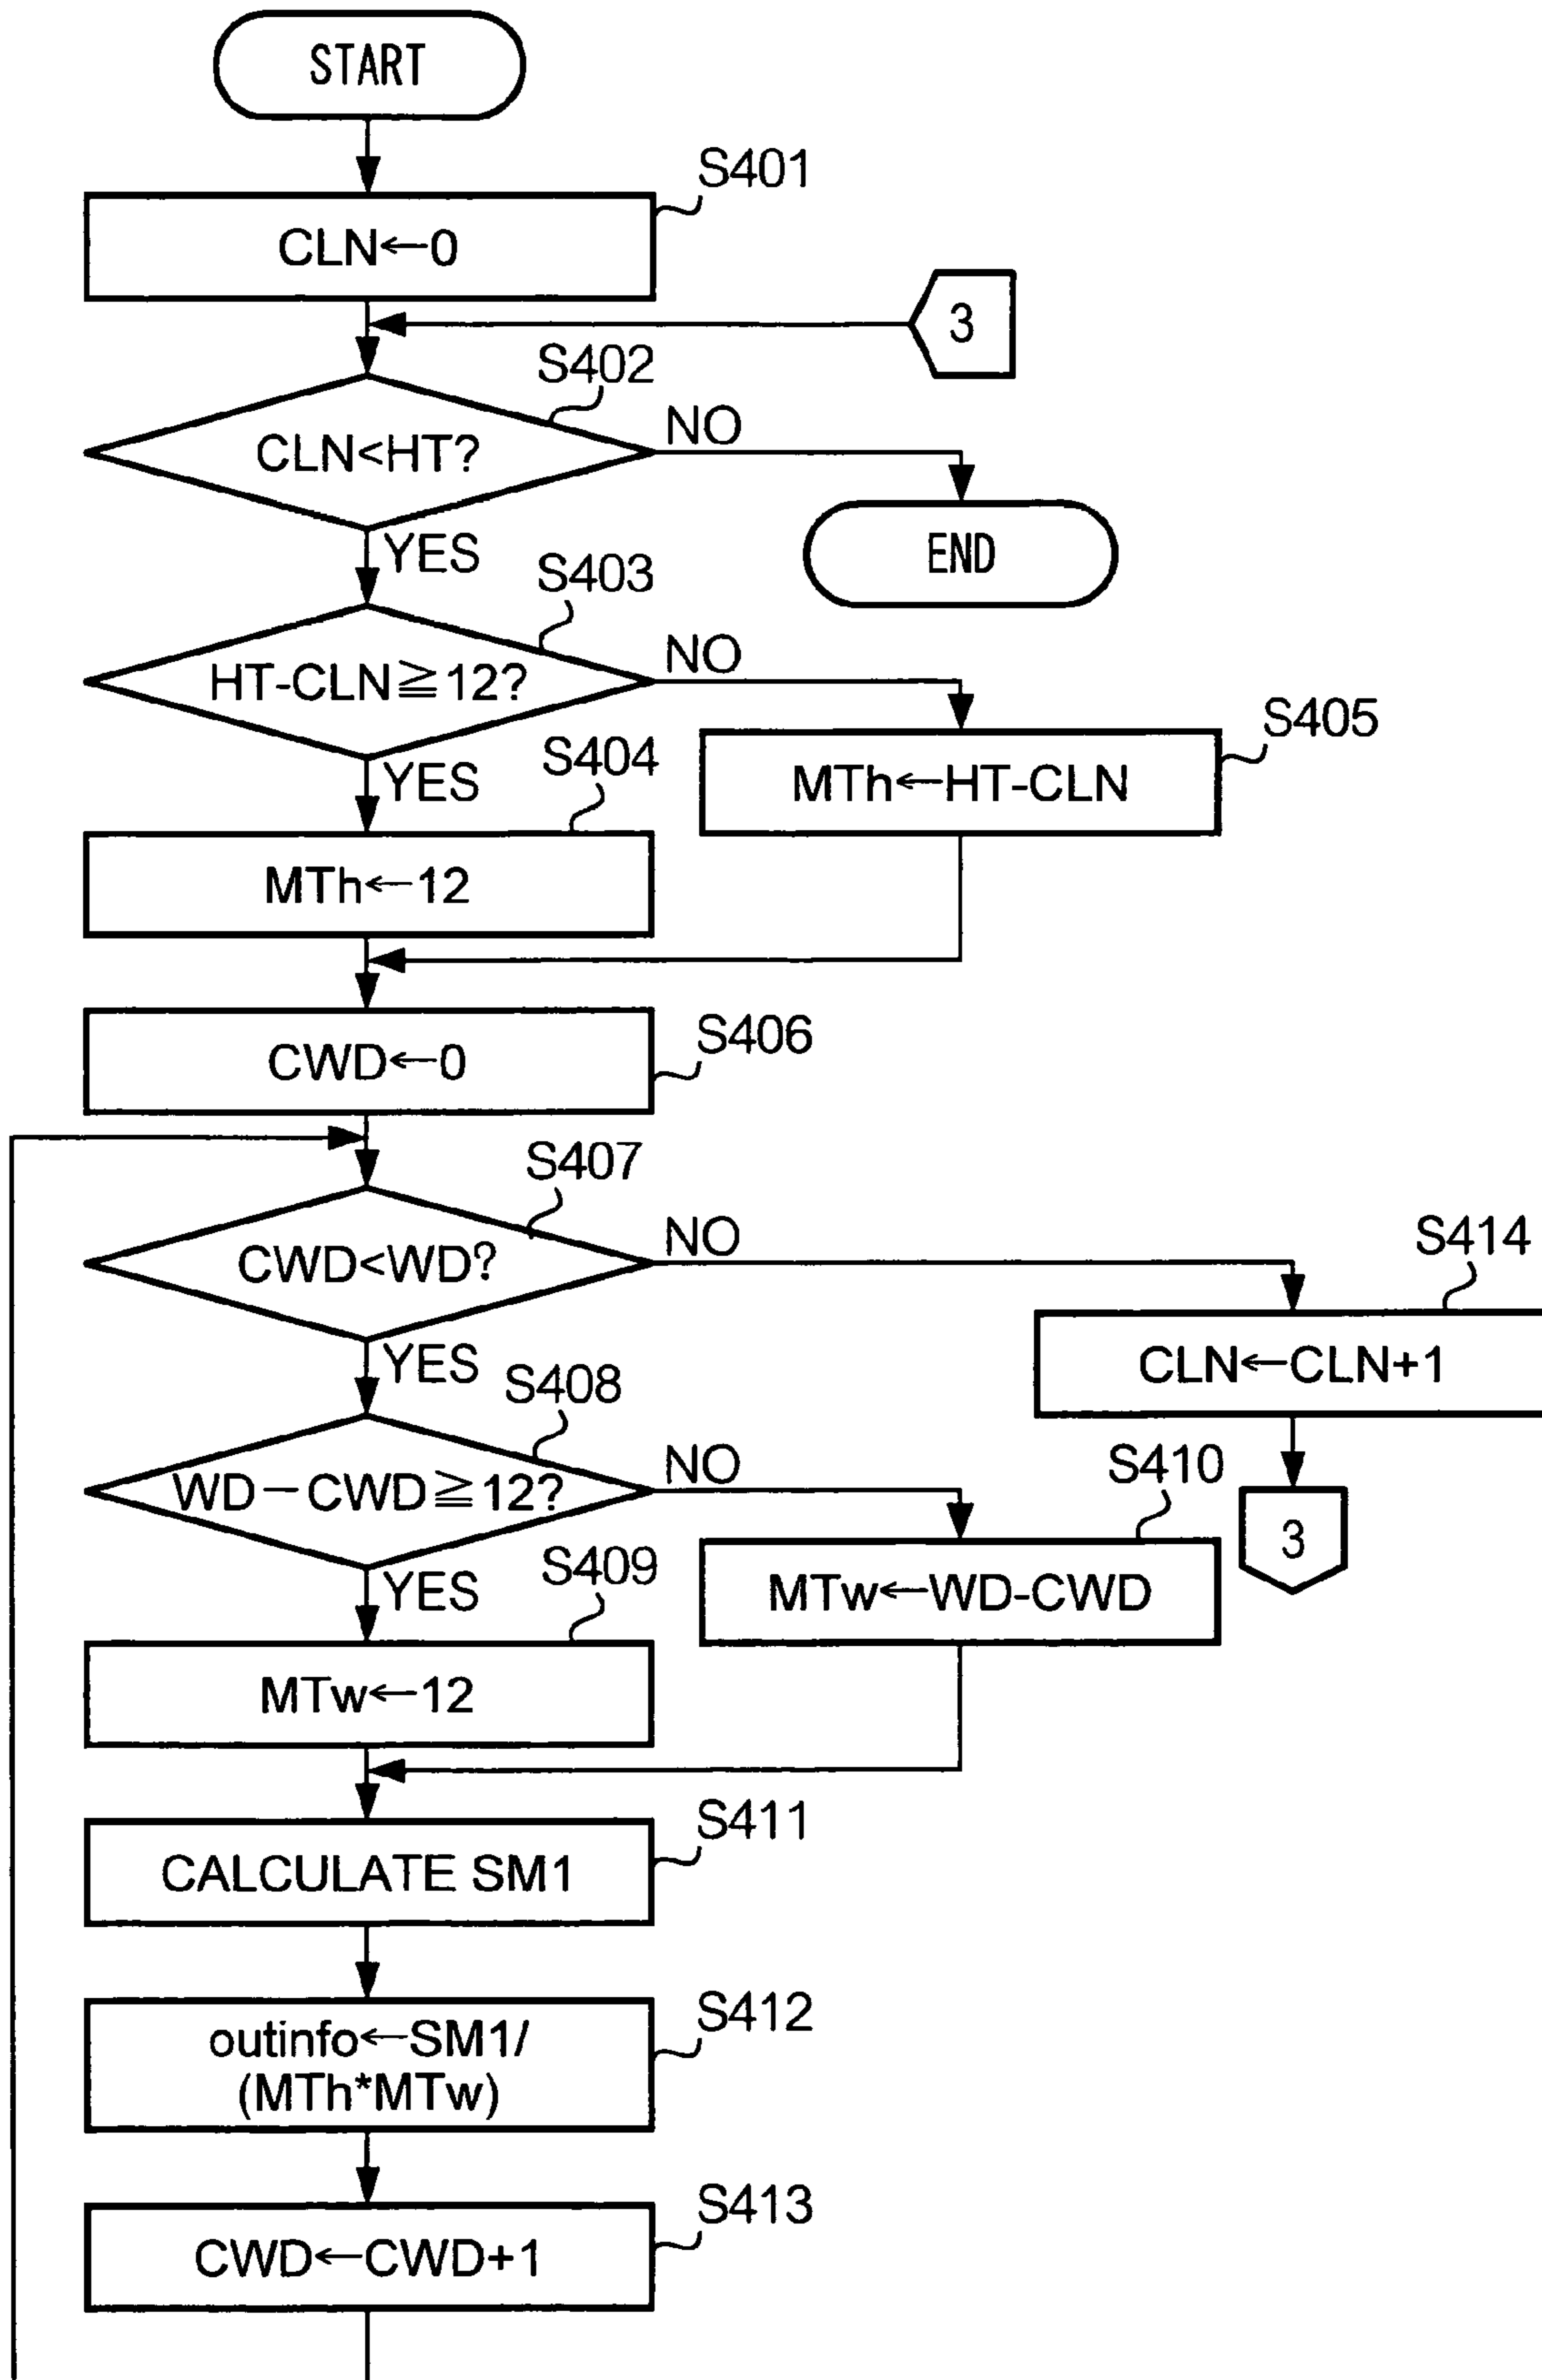 START
S401
CLN←0
3
S402
CLN<HT?
NO
END
YES
S403
HT-CLN≧12?
NO
S405
MTh←HT-CLN
YES
S404
MTh←12
S406
CWD←0
S407
CWD<WD?
NO
S414
CLN←CLN+1
3
YES
S408
WD－CWD≧12?
NO
S410
MTw←WD-CWD
YES
S409
MTw←12
S411
CALCULATE SM1
S412
outinfo←SM1/
(MTh*MTw)
S413
CWD←CWD+1